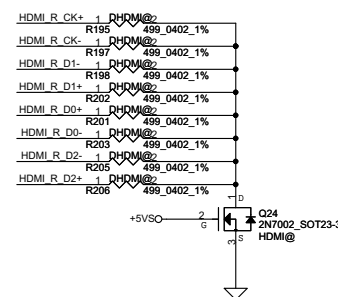 HDMI_R_CK+ 1 DHDMI@2
R195 499_0402_1%
HDMI_R_CK- 1 DHDMI@2
R197 499_0402_1%
HDMI_R_D1- 1 DHDMI@2
R198 499_0402_1%
HDMI_R_D1+ 1 DHDMI@2
R202 499_0402_1%
HDMI_R_D0+ 1 DHDMI@2
R201 499_0402_1%
HDMI_R_D0- 1 DHDMI@2
R203 499_0402_1%
HDMI_R_D2- 1 DHDMI@2
R205 499_0402_1%
HDMI_R_D2+ 1 DHDMI@2
R206 499_0402_1%
1 D
+5VS 2 G
Q24
2N7002_SOT23-3
HDMI@
3 S